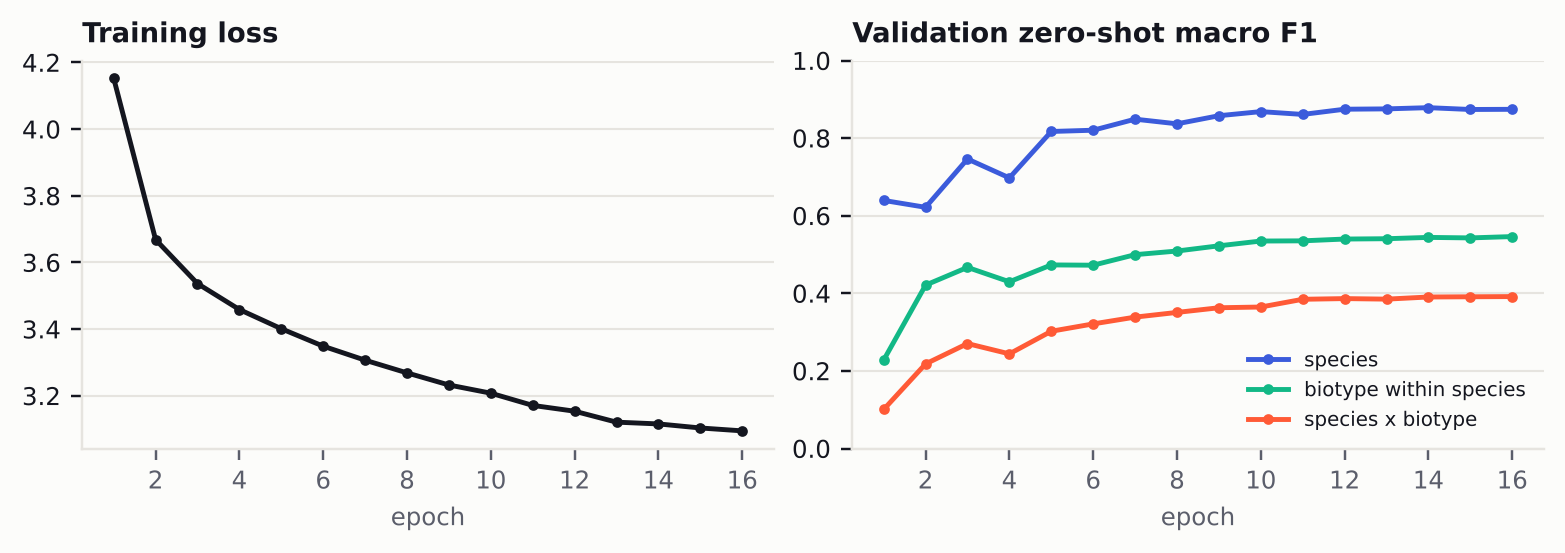 Training loss
4.2
4.0
3.8
3.6
3.4
3.2
2 4 6 8 10 12 14 16
epoch
Validation zero-shot macro F1
1.0
0.8
0.6
0.4
0.2
0.0
species
biotype within species
species x biotype
2 4 6 8 10 12 14 16
epoch